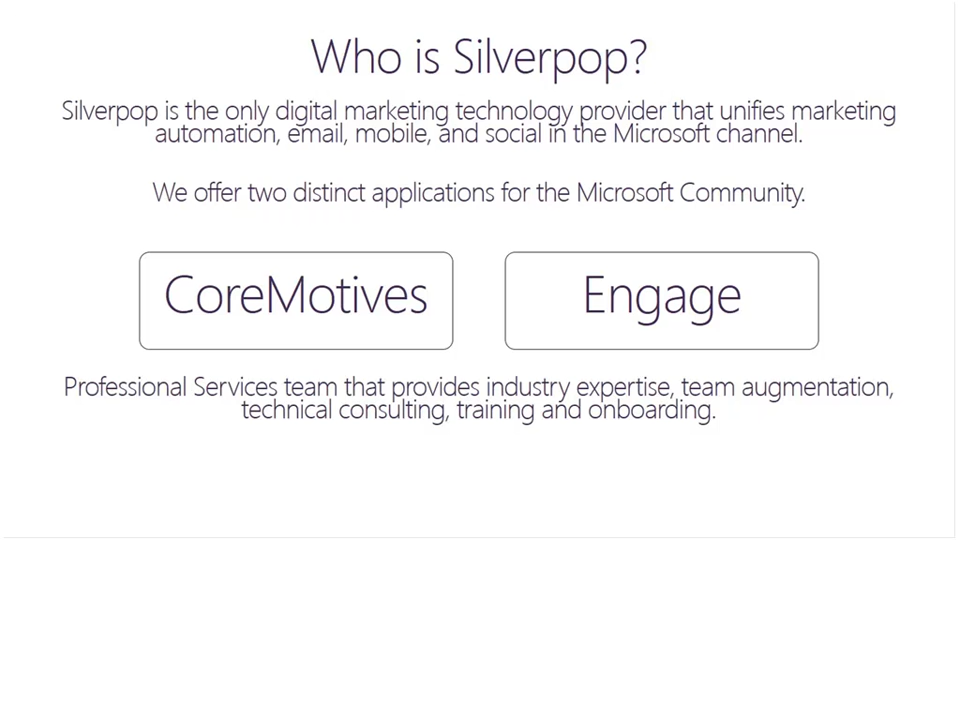 Who is Silverpop?
Silverpop is the only digital marketing technology provider that unifies marketing
automation, email, mobile, and social in the Microsoft channel.
We offer two distinct applications for the Microsoft Community.
CoreMotives
Engage
Professional Services team that provides industry expertise, team augmentation,
technical consulting, training and onboarding.